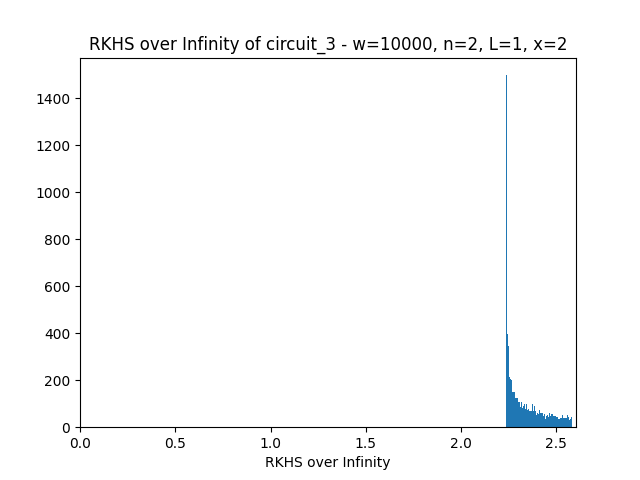 RKHS over Infinity of circuit_3 - w=10000, n=2, L=1, x=2
1400
1200
1000
800
600
400
200
0
0.0 0.5 1.0 1.5 2.0 2.5
RKHS over Infinity